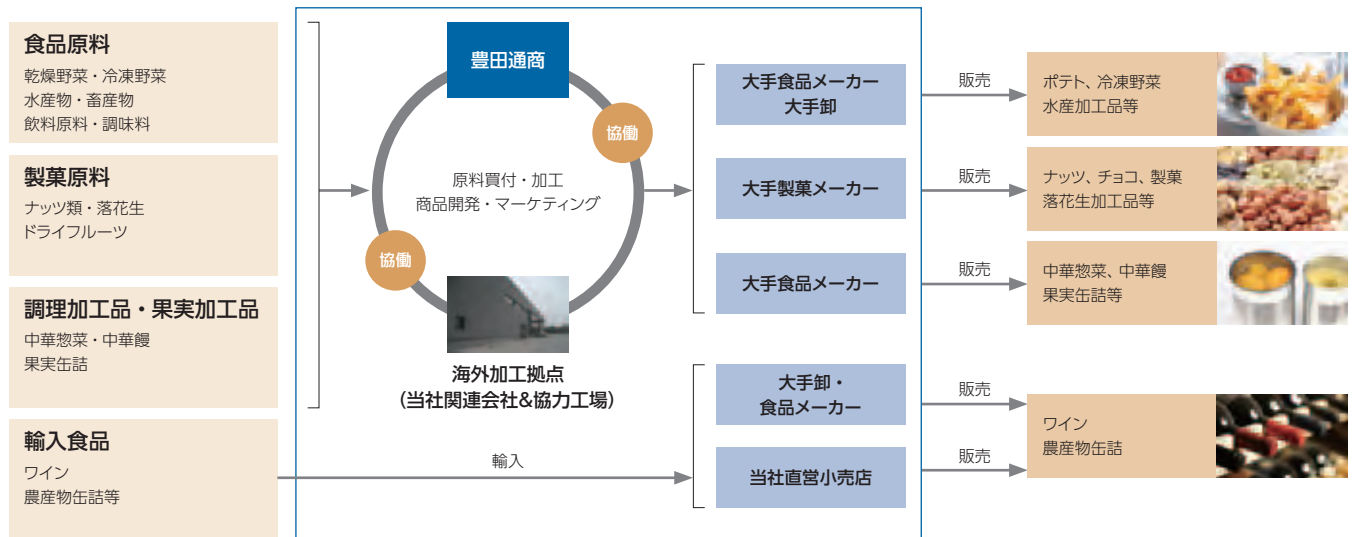 食品原料
乾燥野菜・冷凍野菜
水産物・畜産物
飲料原料・調味料
製菓原料
ナッツ類・落花生
ドライフルーツ
調理加工品・果実加工品
中華惣菜・中華饅
果実缶詰
輸入食品
ワイン
農産物缶詰等
豊田通商
協働
原料買付・加工
商品開発・マーケティング
協働
海外加工拠点
(当社関連会社&協力工場)
輸入
大手食品メーカー
大手卸
大手製菓メーカー
大手食品メーカー
大手卸・
食品メーカー
当社直営小売店
販売
ポテト、冷凍野菜
水産加工品等
販売
ナッツ、チョコ、製菓
落花生加工品等
販売
中華惣菜、中華饅
果実缶詰等
販売
販売
ワイン
農産物缶詰